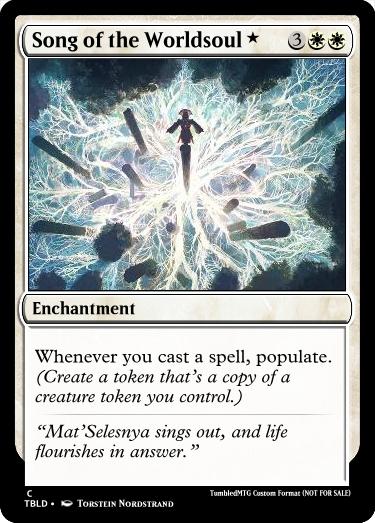 Song of the Worldsoul ★ 3
Enchantment
Whenever you cast a spell, populate.
(Create a token that's a copy of a
creature token you control.)
"Mat'Selesnya sings out, and life
flourishes in answer."
C
TBLD • Torstein Nordstrand
TumbledMTG Custom Format (NOT FOR SALE)